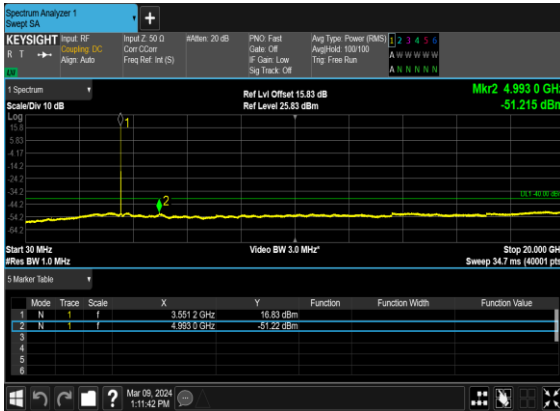 Spectrum Analyzer 1
Swept SA
KEYSIGHT
R T
Input: RF
Coupling: DC
Align: Auto
Input Z: 50 Ω
Corr CCorr
Freq Ref: Int (S)
#Atten: 20 dB
PNO: Fast
Gate: Off
IF Gain: Low
Sig Track: Off
Avg Type: Power (RMS)
Avg|Hold: 100/100
Trig: Free Run
1 2 3 4 5 6
A W W W W W
A N N N N N
1 Spectrum
Scale/Div 10 dB
Ref Lvl Offset 15.83 dB
Ref Level 25.83 dBm
Mkr2 4.993 0 GHz
-51.215 dBm
Log
15.8
5.83
-4.17
-14.2
-24.2
-34.2
-44.2
-54.2
-64.2
1
2
DL1 -40.00 dBm
Start 30 MHz
#Res BW 1.0 MHz
Video BW 3.0 MHz*
Stop 20.000 GHz
Sweep 34.7 ms (40001 pts)
5 Marker Table
Mode Trace Scale X Y Function Function Width Function Value
1 N 1 f 3.551 2 GHz 16.83 dBm
2 N 1 f 4.993 0 GHz -51.22 dBm
3
4
5
6
?
Mar 09, 2024
1:11:42 PM